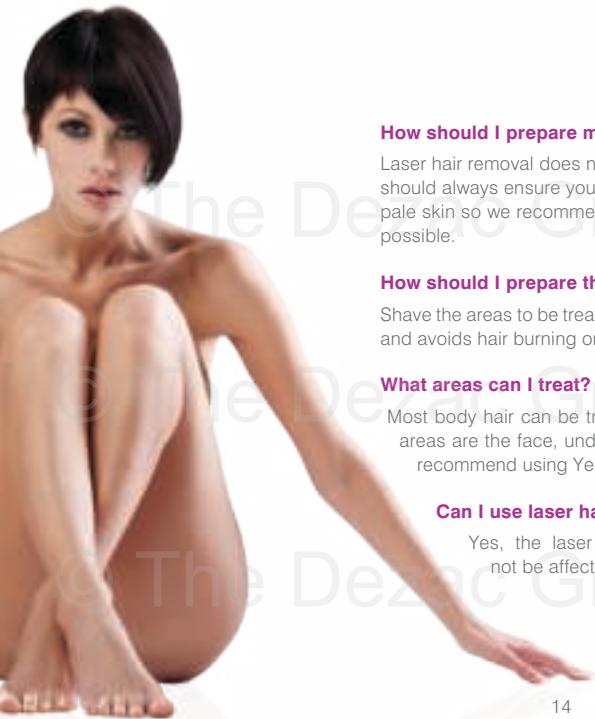 How should I prepare m
Laser hair removal does n
should always ensure you
pale skin so we recomme
possible.
How should I prepare th
Shave the areas to be trea
and avoids hair burning or
What areas can I treat?
Most body hair can be tr
areas are the face, und
recommend using Ye
Can I use laser ha
Yes, the laser
not be affect
14
© The Dezac G
© The Dezac G
© The Dezac G